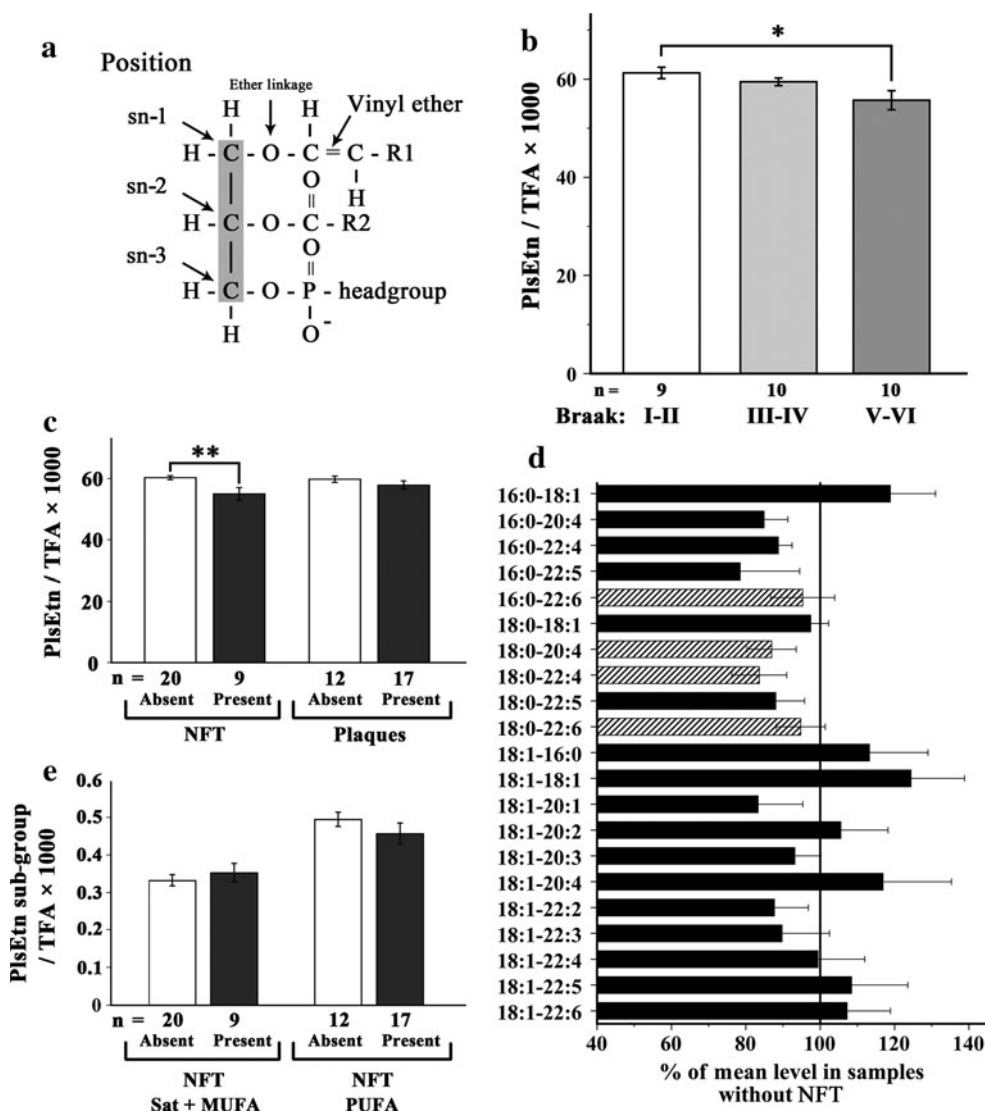 a
Position
Ether linkage
Vinyl ether
sn-1
sn-2
sn-3
H H
H - C - O - C = C - R1
O H
H - C - O - C - R2
O
H - C - O - P - headgroup
H O-
b
*
PlsEtn / TFA × 1000
60
40
20
0
n = 9 10 10
Braak: I-II III-IV V-VI
c
**
PlsEtn / TFA × 1000
60
40
20
0
n = 20 9 12 17
Absent Present Absent Present
NFT Plaques
d
16:0-18:1
16:0-20:4
16:0-22:4
16:0-22:5
16:0-22:6
18:0-18:1
18:0-20:4
18:0-22:4
18:0-22:5
18:0-22:6
18:1-16:0
18:1-18:1
18:1-20:1
18:1-20:2
18:1-20:3
18:1-20:4
18:1-22:2
18:1-22:3
18:1-22:4
18:1-22:5
18:1-22:6
40 60 80 100 120 140
% of mean level in samples
without NFT
e
PlsEtn sub-group
/ TFA × 1000
0.6
0.5
0.4
0.3
0.2
0.1
0
n = 20 9 12 17
Absent Present Absent Present
NFT NFT
Sat + MUFA PUFA